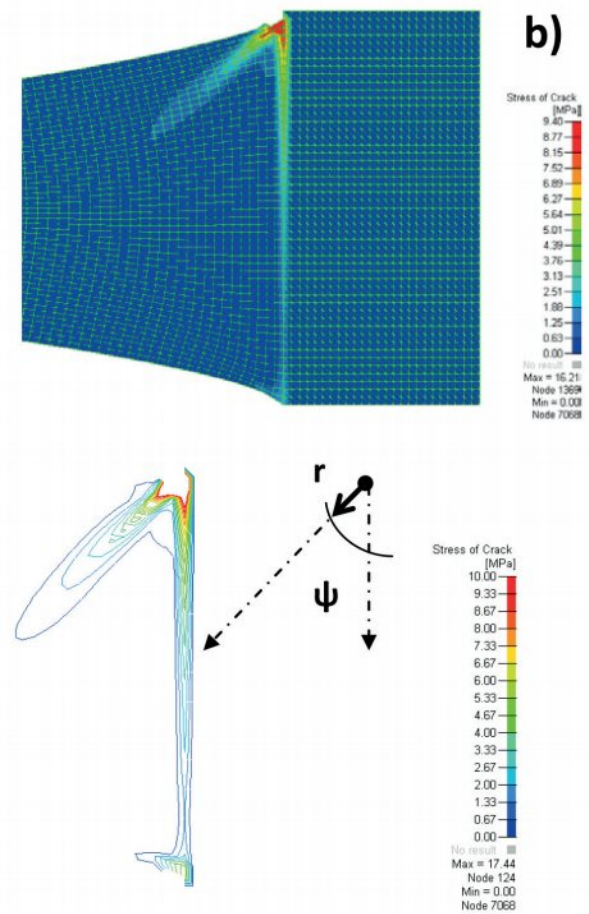 b)
Stress of Crack
[MPa]
9.40
8.77
8.15
7.52
6.89
6.27
5.64
5.01
4.39
3.76
3.13
2.51
1.88
1.25
0.63
0.00
No result
Max = 16.21
Node 1369
Min = 0.00
Node 7068
r
ψ
Stress of Crack
[MPa]
10.00
9.33
8.67
8.00
7.33
6.67
6.00
5.33
4.67
4.00
3.33
2.67
2.00
1.33
0.67
0.00
No result
Max = 17.44
Node 124
Min = 0.00
Node 7068